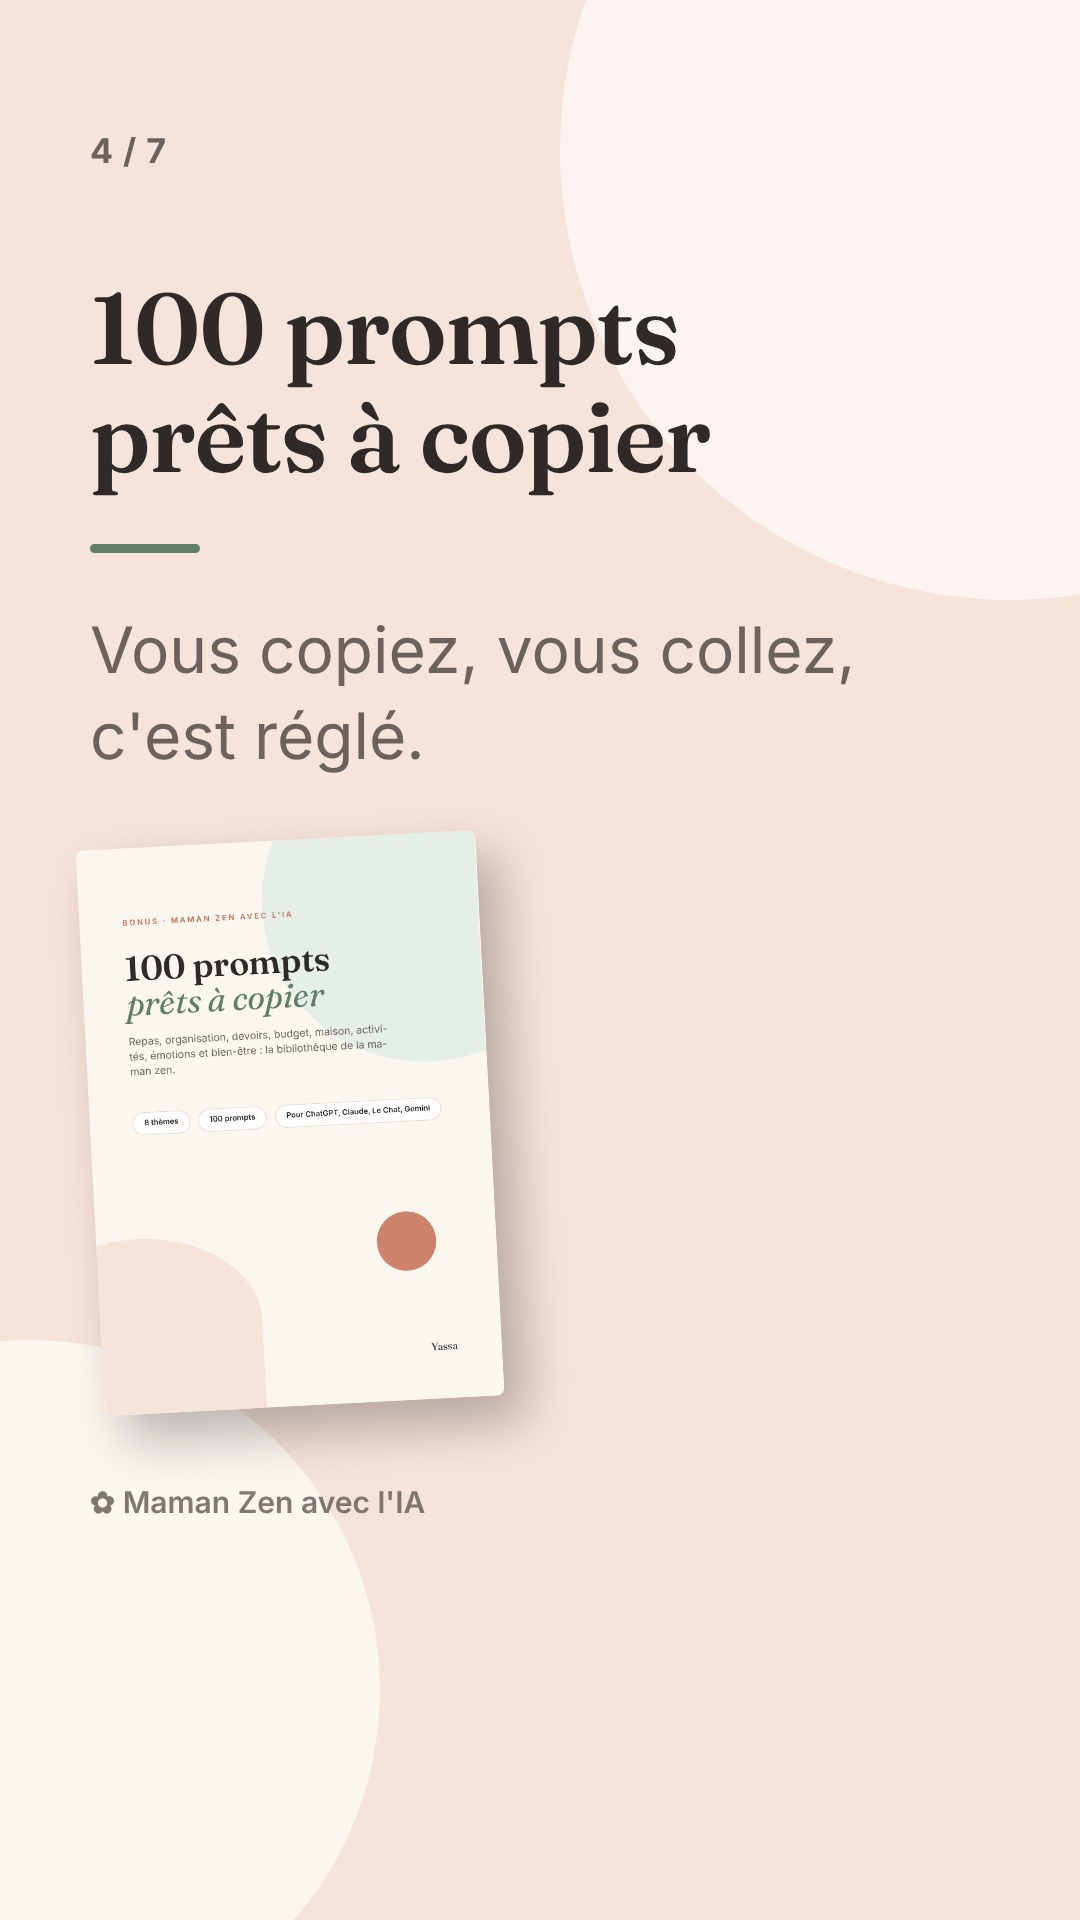 4 / 7
100 prompts
prêts à copier
Vous copiez, vous collez,
c'est réglé.
BONUS · MAMAN ZEN AVEC L'IA
100 prompts
prêts à copier
Repas, organisation, devoirs, budget, maison, activi-
tés, émotions et bien-être : la bibliothèque de la ma-
man zen.
8 thèmes 100 prompts Pour ChatGPT, Claude, Le Chat, Gemini
Yassa
✿ Maman Zen avec l'IA